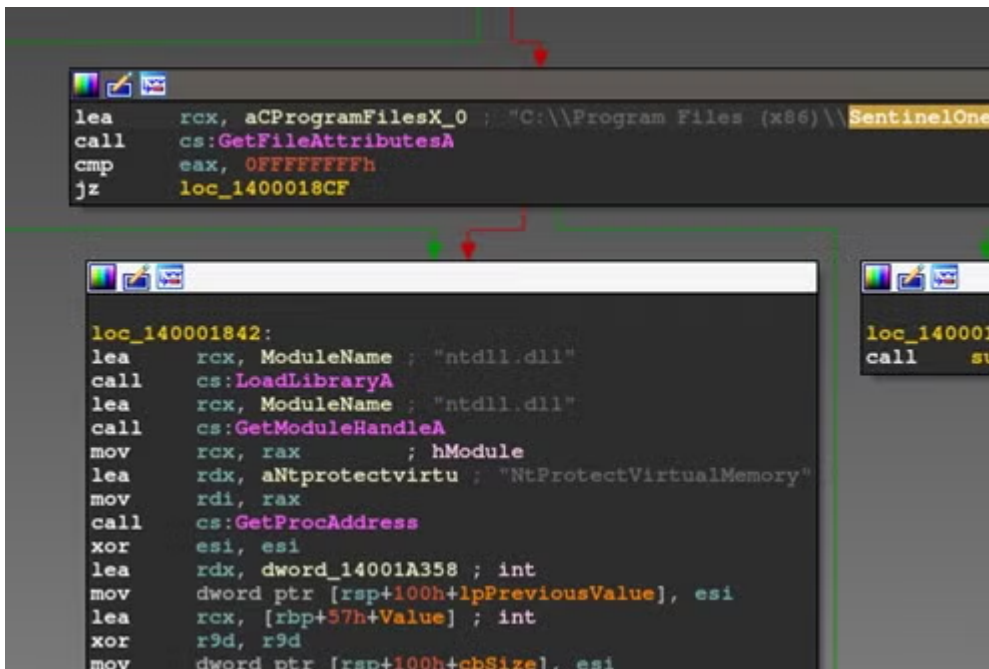 lea rcx, aCProgramFilesX_0 ; "C:\\Program Files (x86)\\SentinelOne
call cs:GetFileAttributesA
cmp eax, 0FFFFFFFFh
jz loc_1400018CF
loc_140001842:
lea rcx, ModuleName ; "ntdll.dll"
call cs:LoadLibraryA
lea rcx, ModuleName ; "ntdll.dll"
call cs:GetModuleHandleA
mov rcx, rax ; hModule
lea rdx, aNtprotectvirtu ; "NtProtectVirtualMemory"
mov rdi, rax
call cs:GetProcAddress
xor esi, esi
lea rdx, dword_14001A358 ; int
mov dword ptr [rsp+100h+lpPreviousValue], esi
lea rcx, [rbp+57h+Value] ; int
xor r9d, r9d
mov dword ptr [rsp+100h+cbSize], esi
loc_140001
call su